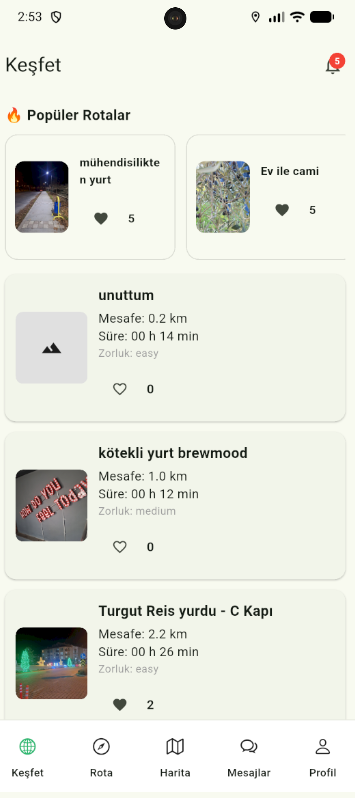 2:53
Keşfet
5
🔥 Popüler Rotalar
mühendisilikte
n yurt
5
Ev ile cami
5
unuttum
Mesafe: 0.2 km
Süre: 00 h 14 min
Zorluk: easy
0
kötekli yurt brewmood
Mesafe: 1.0 km
Süre: 00 h 12 min
Zorluk: medium
HOW DO YOU
0
Turgut Reis yurdu - C Kapı
Mesafe: 2.2 km
Süre: 00 h 26 min
Zorluk: easy
2
Keşfet
Rota
Harita
Mesajlar
Profil